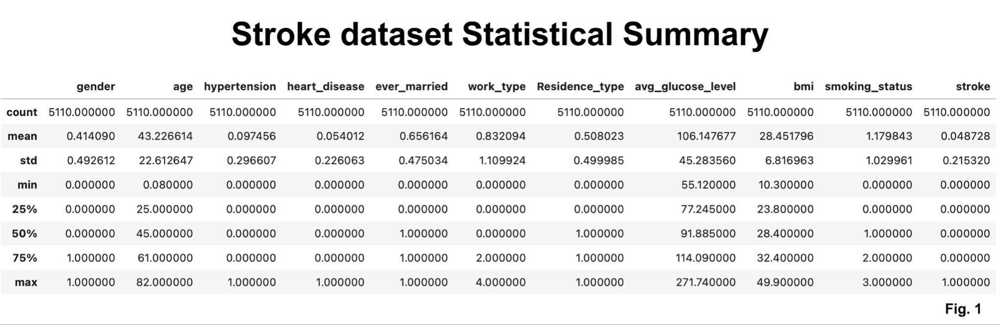 Stroke dataset Statistical Summary
gender age hypertension heart_disease ever_married work_type Residence_type avg_glucose_level bmi smoking_status stroke
count 5110.000000 5110.000000 5110.000000 5110.000000 5110.000000 5110.000000 5110.000000 5110.000000 5110.000000 5110.000000 5110.000000
mean 0.414090 43.226614 0.097456 0.054012 0.656164 0.832094 0.508023 106.147677 28.451796 1.179843 0.048728
std 0.492612 22.612647 0.296607 0.226063 0.475034 1.109924 0.499985 45.283560 6.816963 1.029961 0.215320
min 0.000000 0.080000 0.000000 0.000000 0.000000 0.000000 0.000000 55.120000 10.300000 0.000000 0.000000
25% 0.000000 25.000000 0.000000 0.000000 0.000000 0.000000 0.000000 77.245000 23.800000 0.000000 0.000000
50% 0.000000 45.000000 0.000000 0.000000 1.000000 0.000000 1.000000 91.885000 28.400000 1.000000 0.000000
75% 1.000000 61.000000 0.000000 0.000000 1.000000 2.000000 1.000000 114.090000 32.400000 2.000000 0.000000
max 1.000000 82.000000 1.000000 1.000000 1.000000 4.000000 1.000000 271.740000 49.900000 3.000000 1.000000
Fig. 1